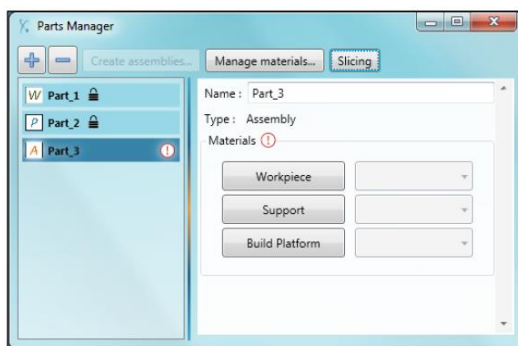 Parts Manager
Create assemblies... Manage materials... Slicing
W Part_1
P Part_2
A Part_3 !
Name : Part_3
Type : Assembly
Materials !
Workpiece
Support
Build Platform